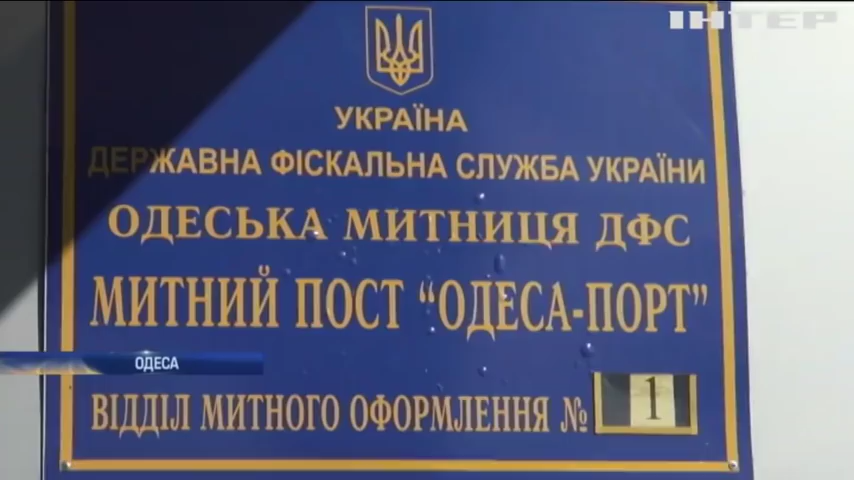 ІНТЕР
УКРАЇНА
ДЕРЖАВНА ФІСКАЛЬНА СЛУЖБА УКРАЇНИ
ОДЕСЬКА МИТНИЦЯ ДФС
МИТНИЙ ПОСТ “ОДЕСА-ПОРТ”
ОДЕСА
ВІДДІЛ МИТНОГО ОФОРМЛЕННЯ № 1